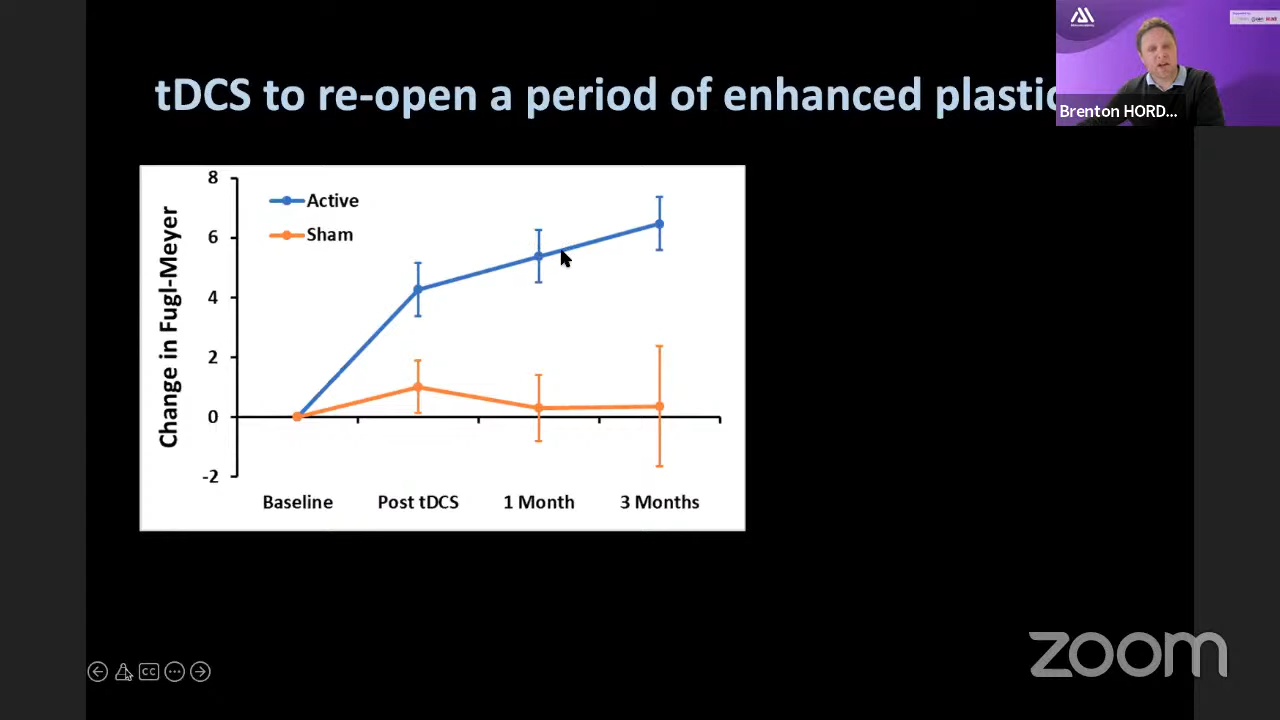 tDCS to re-open a period of enhanced plastic
Brenton HORD...
8
6
4
2
0
-2
Change in Fugl-Meyer
Active
Sham
Baseline Post tDCS 1 Month 3 Months
CC
zoom